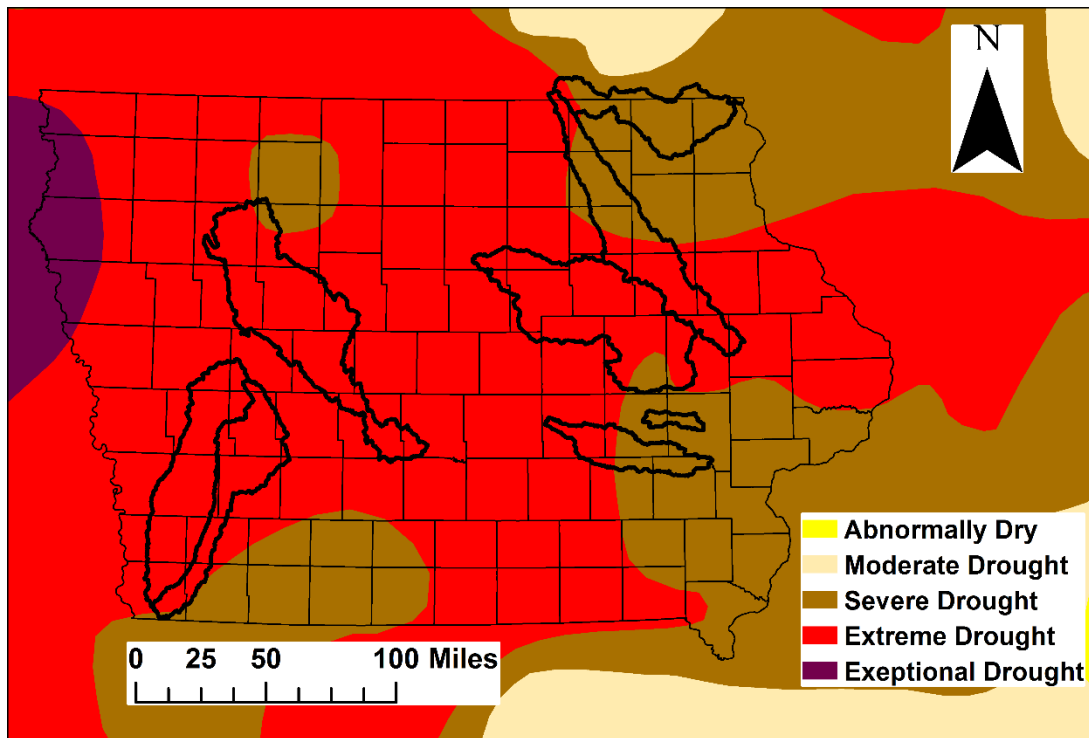 N
Abnormally Dry
Moderate Drought
Severe Drought
Extreme Drought
Exeptional Drought
0 25 50 100 Miles